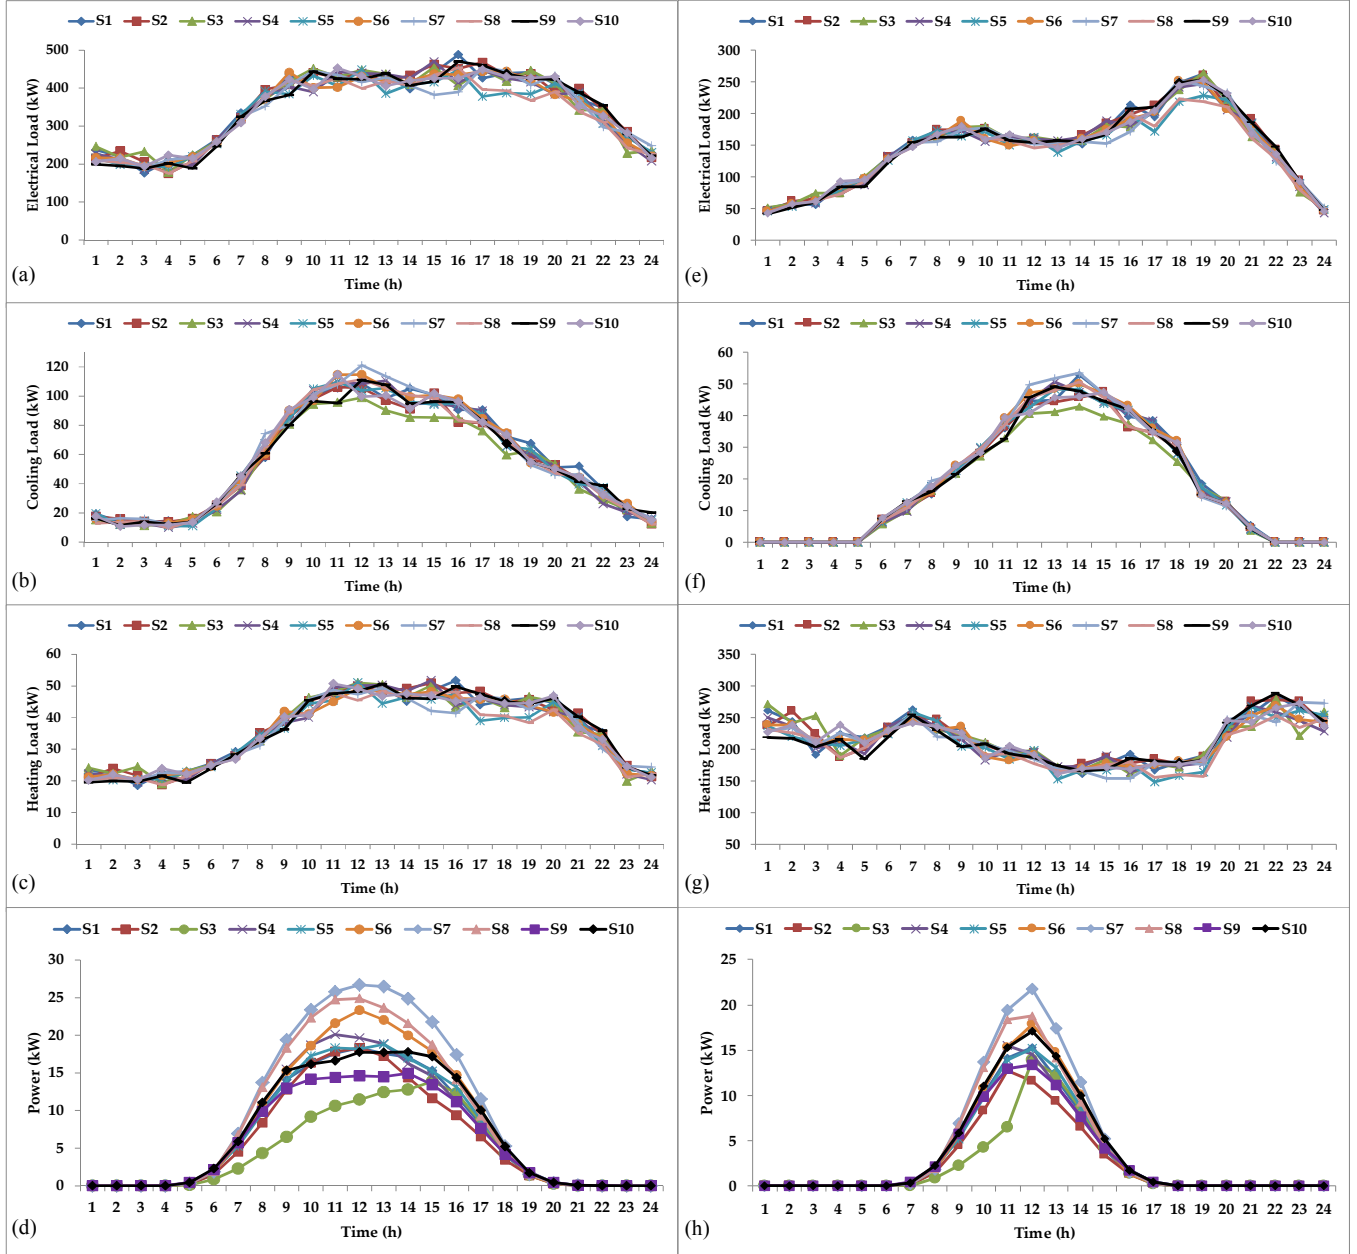 S1 S2 S3 S4 S5 S6 S7 S8 S9 S10
500
400
300
200
100
0
Electrical Load (kW)
1 2 3 4 5 6 7 8 9 10 11 12 13 14 15 16 17 18 19 20 21 22 23 24
Time (h)
(a)
S1 S2 S3 S4 S5 S6 S7 S8 S9 S10
300
250
200
150
100
50
0
Electrical Load (kW)
1 2 3 4 5 6 7 8 9 10 11 12 13 14 15 16 17 18 19 20 21 22 23 24
Time (h)
(e)
S1 S2 S3 S4 S5 S6 S7 S8 S9 S10
120
100
80
60
40
20
0
Cooling Load (kW)
1 2 3 4 5 6 7 8 9 10 11 12 13 14 15 16 17 18 19 20 21 22 23 24
Time (h)
(b)
S1 S2 S3 S4 S5 S6 S7 S8 S9 S10
60
50
40
30
20
10
0
Cooling Load (kW)
1 2 3 4 5 6 7 8 9 10 11 12 13 14 15 16 17 18 19 20 21 22 23 24
Time (h)
(f)
S1 S2 S3 S4 S5 S6 S7 S8 S9 S10
60
50
40
30
20
10
0
Heating Load (kW)
1 2 3 4 5 6 7 8 9 10 11 12 13 14 15 16 17 18 19 20 21 22 23 24
Time (h)
(c)
S1 S2 S3 S4 S5 S6 S7 S8 S9 S10
350
300
250
200
150
100
50
Heating Load (kW)
1 2 3 4 5 6 7 8 9 10 11 12 13 14 15 16 17 18 19 20 21 22 23 24
Time (h)
(g)
S1 S2 S3 S4 S5 S6 S7 S8 S9 S10
30
25
20
15
10
5
0
Power (kW)
1 2 3 4 5 6 7 8 9 10 11 12 13 14 15 16 17 18 19 20 21 22 23 24
Time (h)
(d)
S1 S2 S3 S4 S5 S6 S7 S8 S9 S10
25
20
15
10
5
0
Power (kW)
1 2 3 4 5 6 7 8 9 10 11 12 13 14 15 16 17 18 19 20 21 22 23 24
Time (h)
(h)